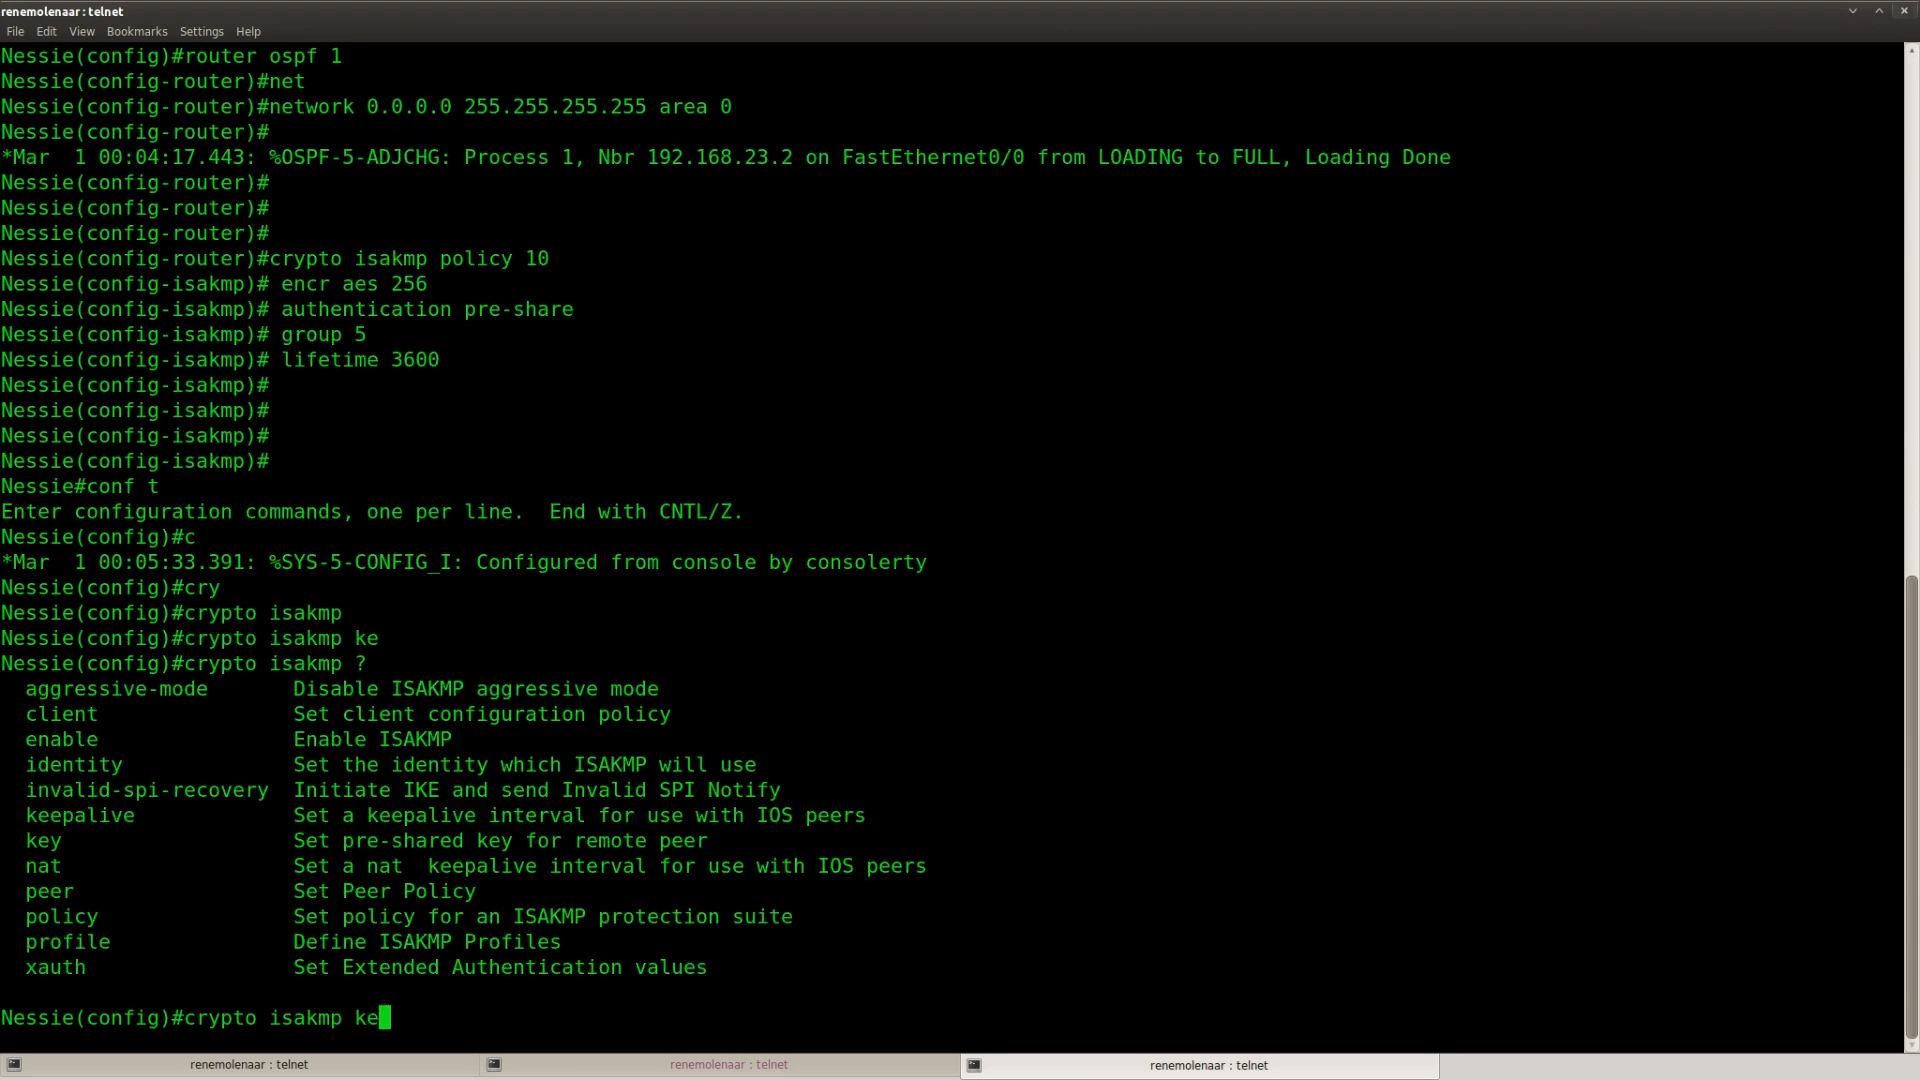 renemolenaar : telnet
File Edit View Bookmarks Settings Help
Nessie(config)#router ospf 1
Nessie(config-router)#net
Nessie(config-router)#network 0.0.0.0 255.255.255.255 area 0
Nessie(config-router)#
*Mar  1 00:04:17.443: %OSPF-5-ADJCHG: Process 1, Nbr 192.168.23.2 on FastEthernet0/0 from LOADING to FULL, Loading Done
Nessie(config-router)#
Nessie(config-router)#
Nessie(config-router)#
Nessie(config-router)#crypto isakmp policy 10
Nessie(config-isakmp)# encr aes 256
Nessie(config-isakmp)# authentication pre-share
Nessie(config-isakmp)# group 5
Nessie(config-isakmp)# lifetime 3600
Nessie(config-isakmp)#
Nessie(config-isakmp)#
Nessie(config-isakmp)#
Nessie(config-isakmp)#
Nessie#conf t
Enter configuration commands, one per line.  End with CNTL/Z.
Nessie(config)#c
*Mar  1 00:05:33.391: %SYS-5-CONFIG_I: Configured from console by consolerty
Nessie(config)#cry
Nessie(config)#crypto isakmp
Nessie(config)#crypto isakmp ke
Nessie(config)#crypto isakmp ?
  aggressive-mode       Disable ISAKMP aggressive mode
  client                Set client configuration policy
  enable                Enable ISAKMP
  identity              Set the identity which ISAKMP will use
  invalid-spi-recovery  Initiate IKE and send Invalid SPI Notify
  keepalive             Set a keepalive interval for use with IOS peers
  key                   Set pre-shared key for remote peer
  nat                   Set a nat  keepalive interval for use with IOS peers
  peer                  Set Peer Policy
  policy                Set policy for an ISAKMP protection suite
  profile               Define ISAKMP Profiles
  xauth                 Set Extended Authentication values
Nessie(config)#crypto isakmp ke
renemolenaar : telnet renemolenaar : telnet renemolenaar : telnet